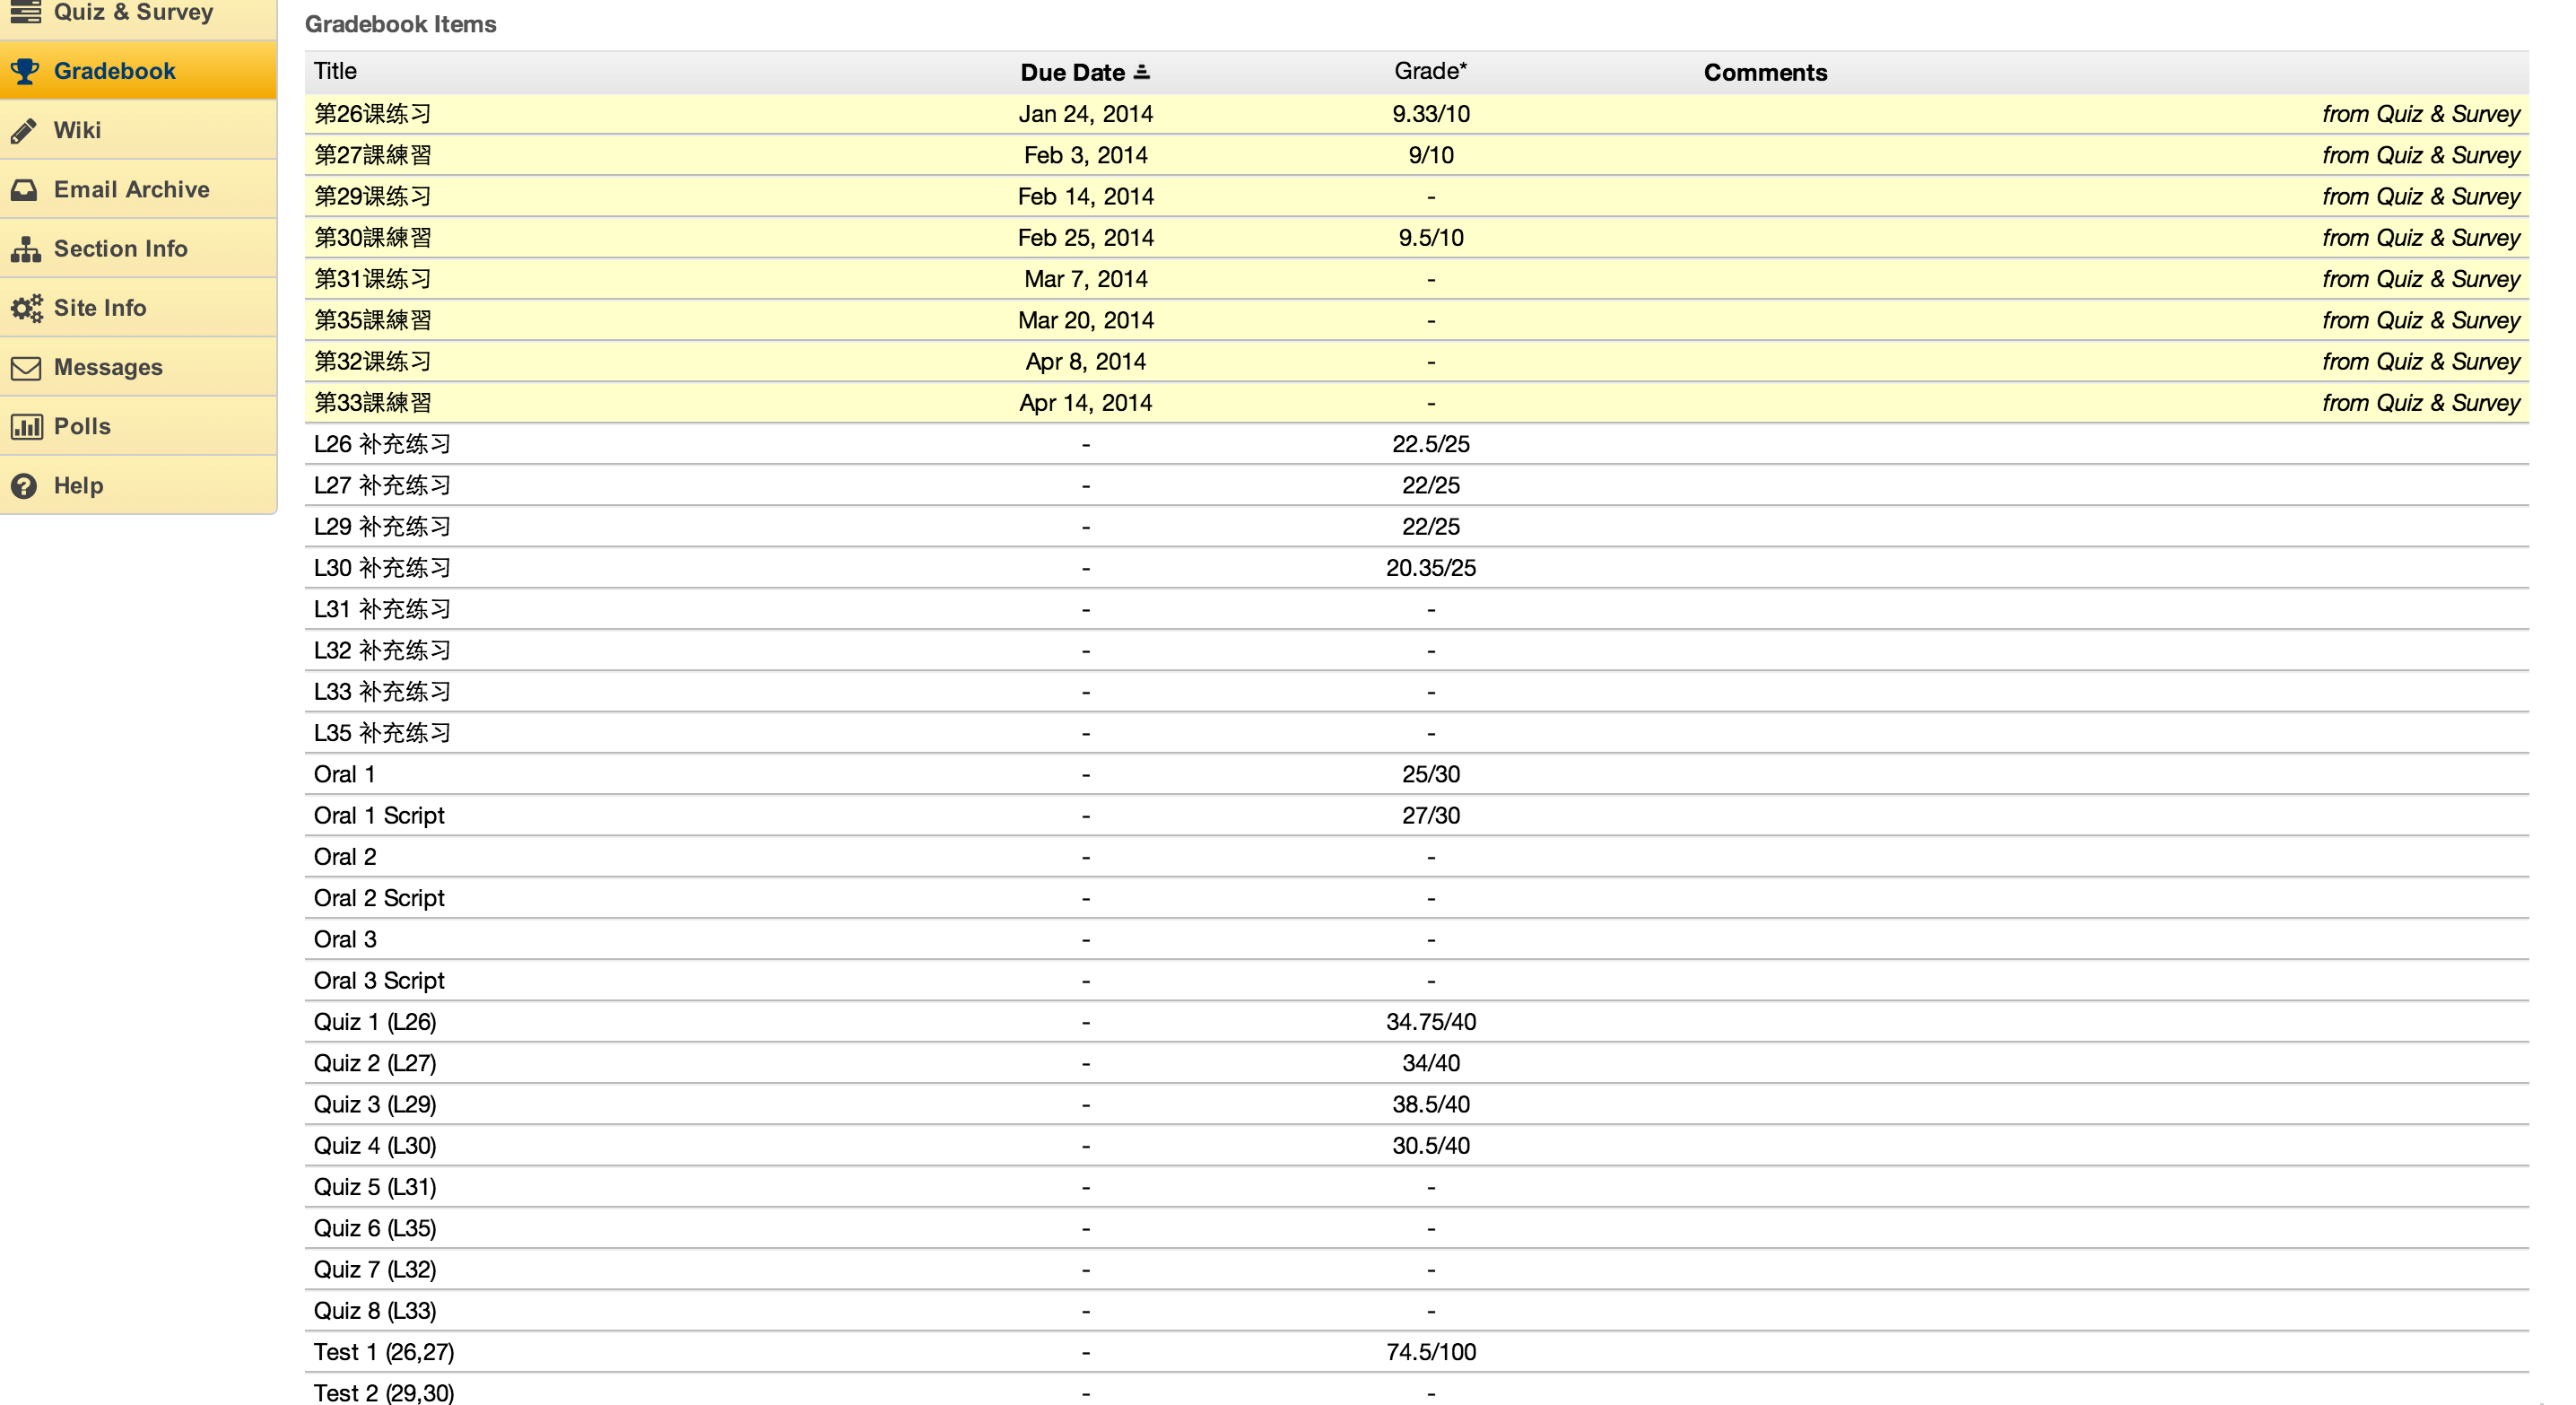 Quiz & Survey
Gradebook
Wiki
Email Archive
Section Info
Site Info
Messages
Polls
Help
Gradebook Items
Title Due Date Grade* Comments
第26课练习 Jan 24, 2014 9.33/10 from Quiz & Survey
第27課練習 Feb 3, 2014 9/10 from Quiz & Survey
第29课练习 Feb 14, 2014 - from Quiz & Survey
第30課練習 Feb 25, 2014 9.5/10 from Quiz & Survey
第31课练习 Mar 7, 2014 - from Quiz & Survey
第35課練習 Mar 20, 2014 - from Quiz & Survey
第32课练习 Apr 8, 2014 - from Quiz & Survey
第33課練習 Apr 14, 2014 - from Quiz & Survey
L26 补充练习 - 22.5/25
L27 补充练习 - 22/25
L29 补充练习 - 22/25
L30 补充练习 - 20.35/25
L31 补充练习 - -
L32 补充练习 - -
L33 补充练习 - -
L35 补充练习 - -
Oral 1 - 25/30
Oral 1 Script - 27/30
Oral 2 - -
Oral 2 Script - -
Oral 3 - -
Oral 3 Script - -
Quiz 1 (L26) - 34.75/40
Quiz 2 (L27) - 34/40
Quiz 3 (L29) - 38.5/40
Quiz 4 (L30) - 30.5/40
Quiz 5 (L31) - -
Quiz 6 (L35) - -
Quiz 7 (L32) - -
Quiz 8 (L33) - -
Test 1 (26,27) - 74.5/100
Test 2 (29,30) - -